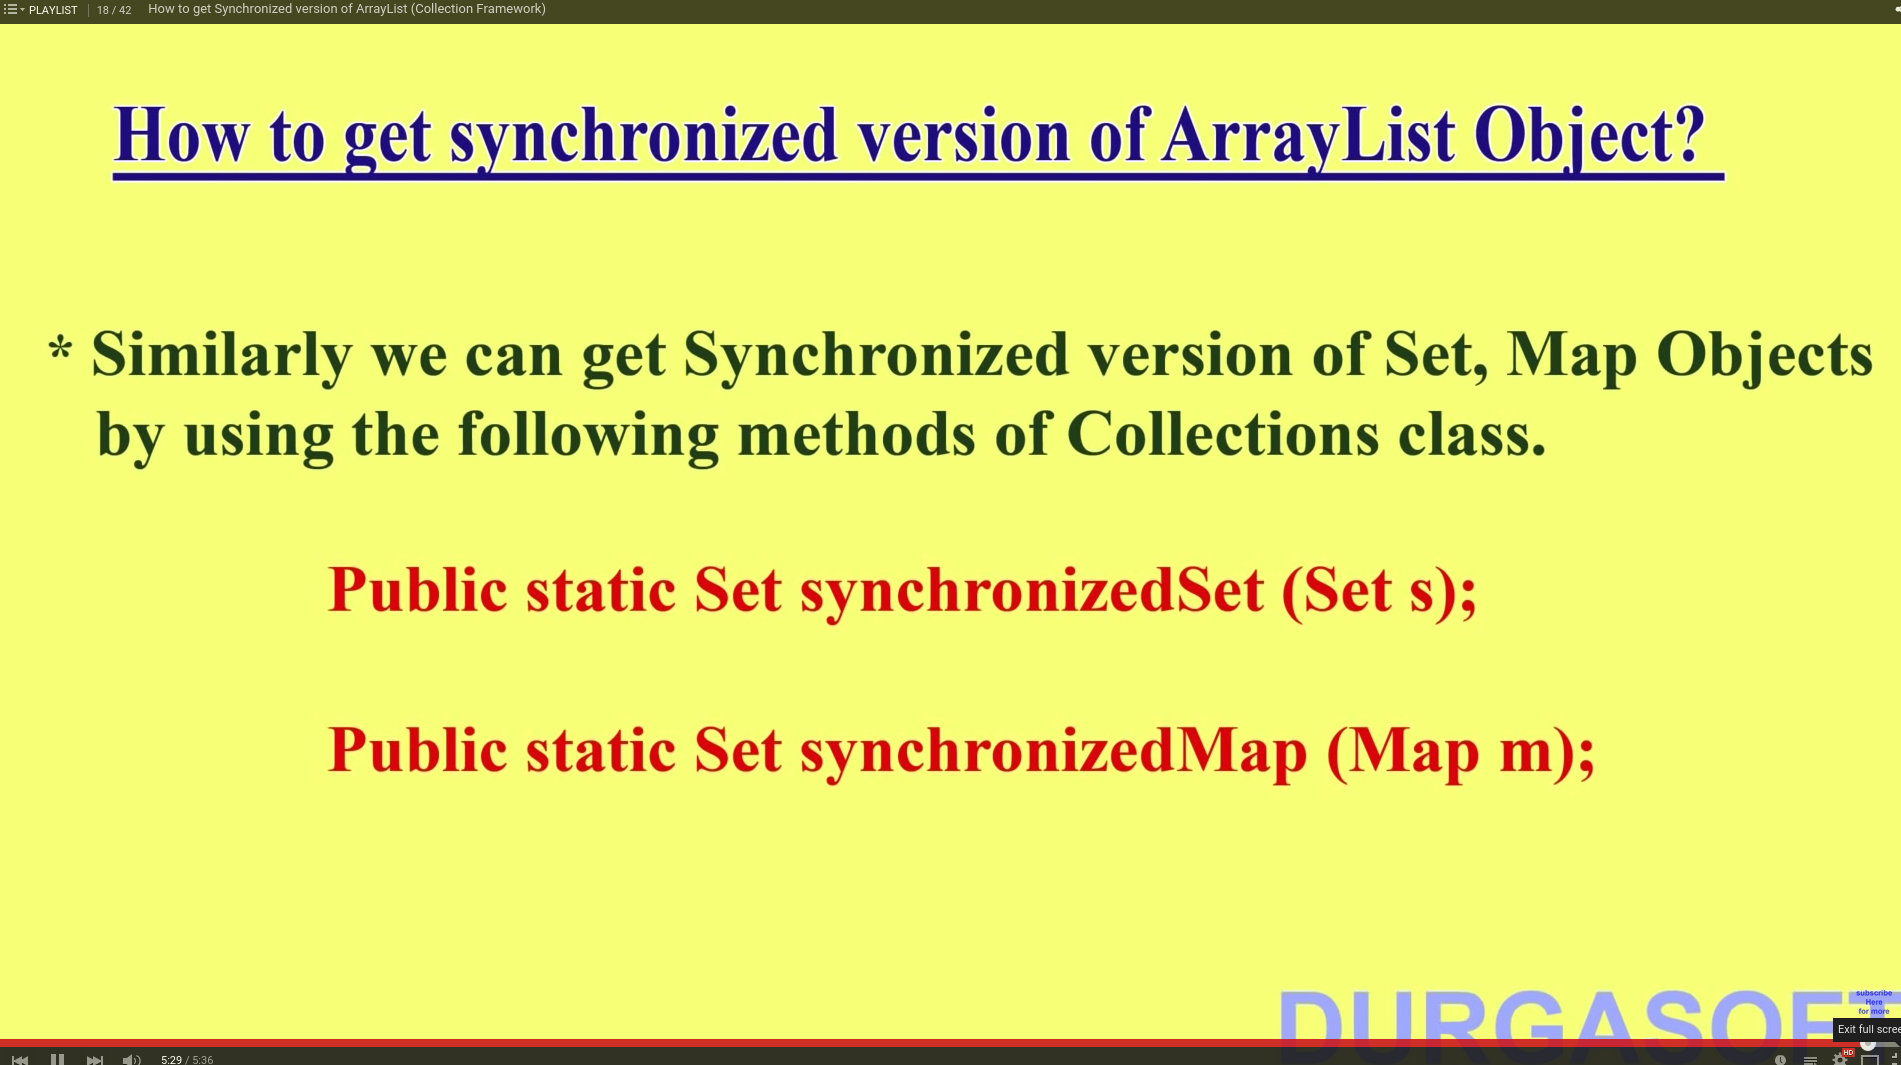 PLAYLIST 18 / 42 How to get Synchronized version of ArrayList (Collection Framework)
How to get synchronized version of ArrayList Object?
* Similarly we can get Synchronized version of Set, Map Objects
by using the following methods of Collections class.
Public static Set synchronizedSet (Set s);
Public static Set synchronizedMap (Map m);
DURGASOFT
subscribe
Here
for more
Exit full scree
HD
5:29 / 5:36